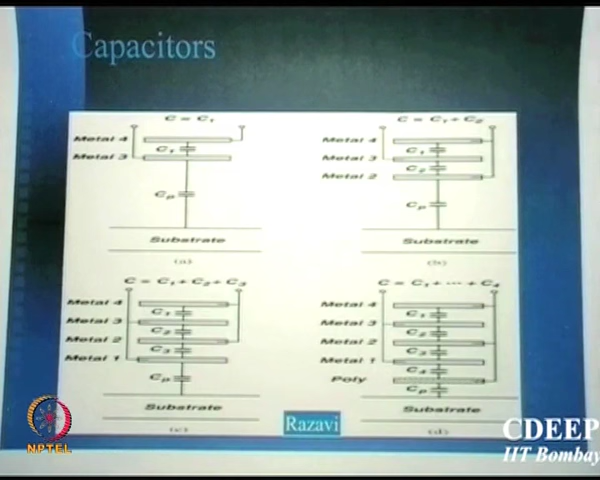 Capacitors
C = C₁
Metal 4
C₁
Metal 3
Cp
Substrate
(a)
C = C₁ + C₂
Metal 4
C₁
Metal 3
C₂
Metal 2
Cp
Substrate
(b)
C = C₁ + C₂ + C₃
Metal 4
C₁
Metal 3
C₂
Metal 2
C₃
Metal 1
Cp
Substrate
(c)
C = C₁ + ··· + C₄
Metal 4
C₁
Metal 3
C₂
Metal 2
C₃
Metal 1
C₄
Poly
Cp
Substrate
(d)
Razavi
NPTEL
CDEEP
IIT Bombay